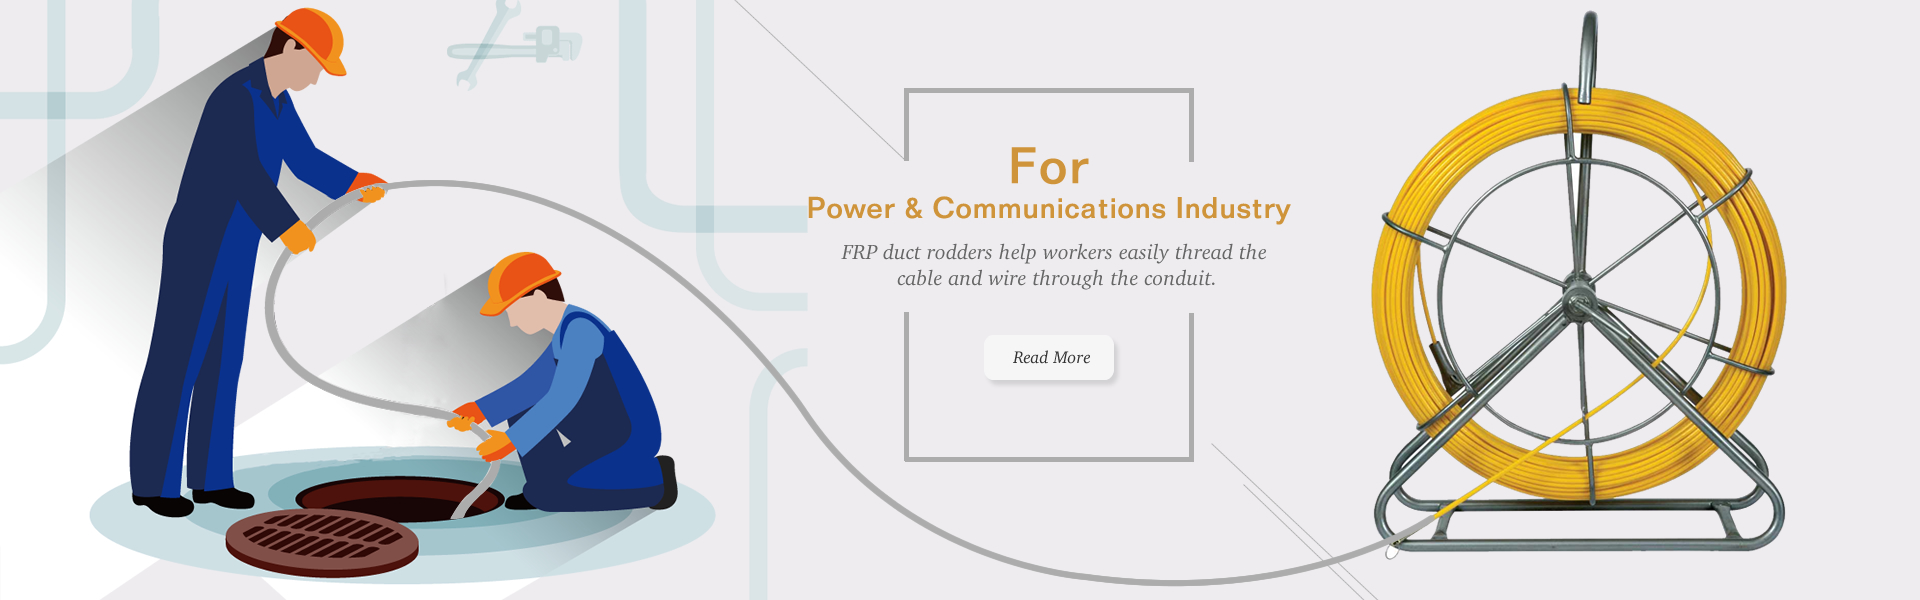 For
Power & Communications Industry
FRP duct rodders help workers easily thread the
cable and wire through the conduit.
Read More